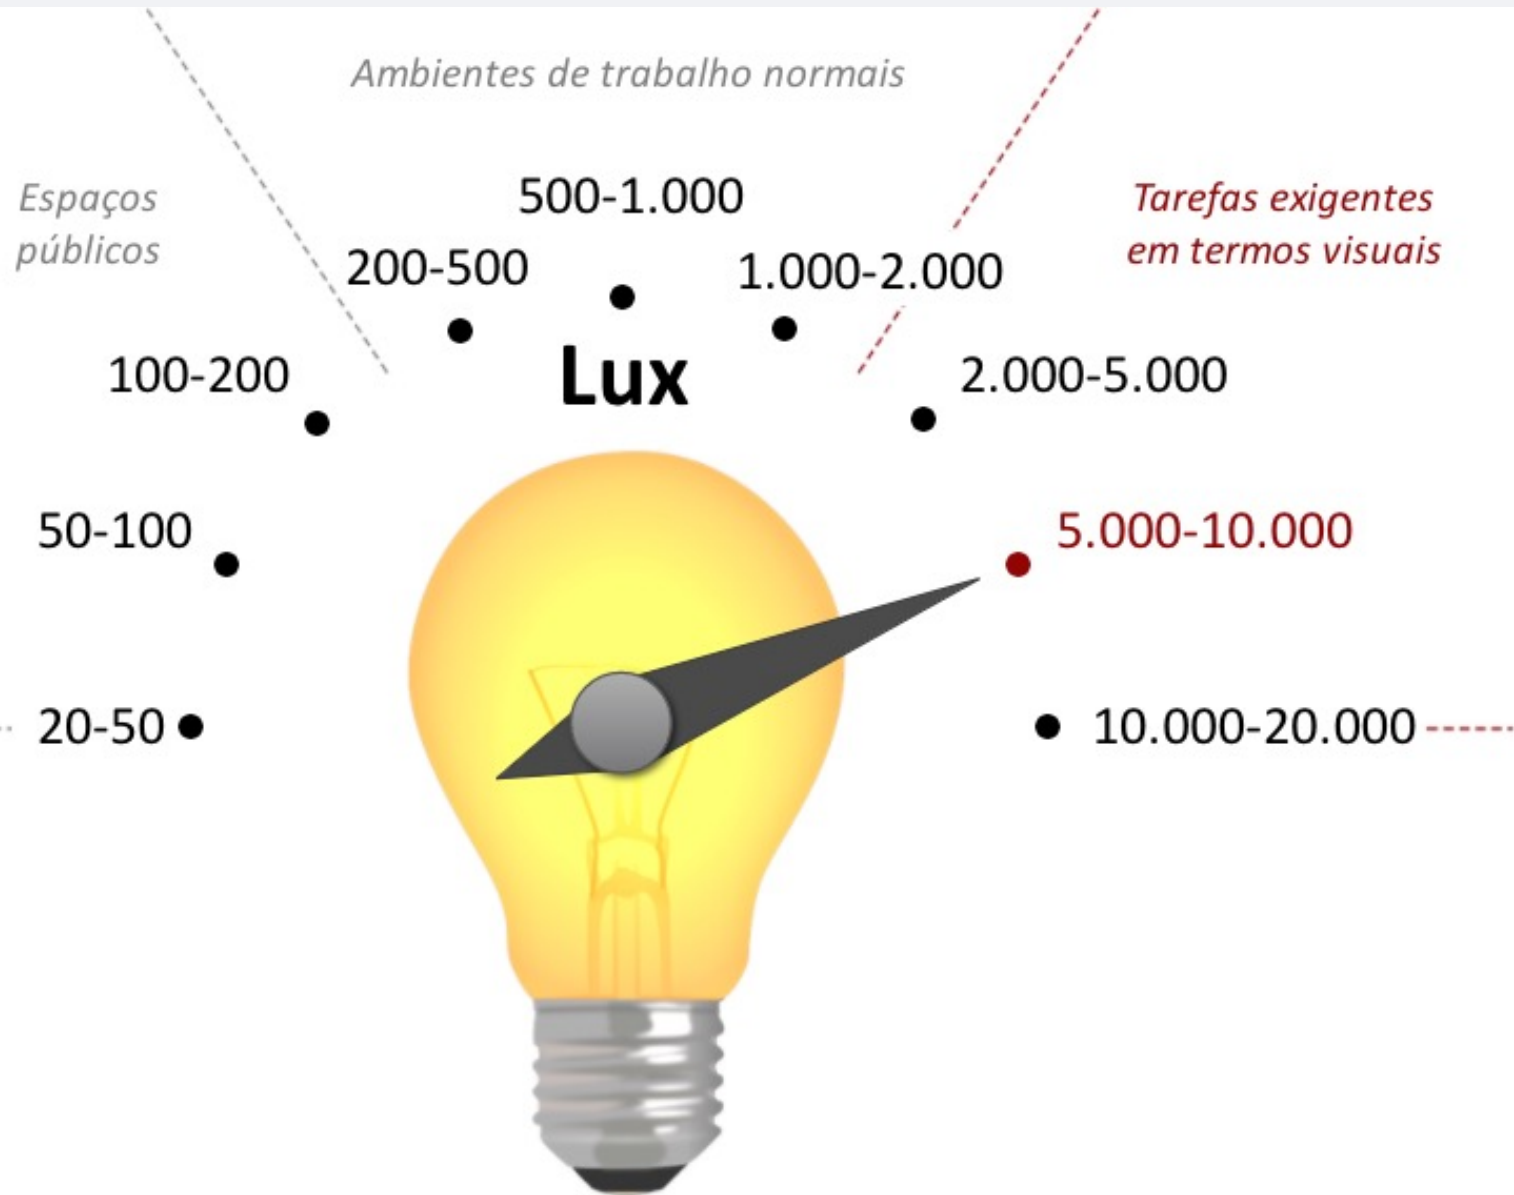 Ambientes de trabalho normais
Espaços
públicos
Tarefas exigentes
em termos visuais
500-1.000
200-500
1.000-2.000
Lux
100-200
2.000-5.000
50-100
5.000-10.000
20-50
10.000-20.000